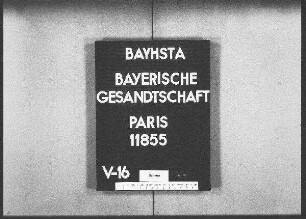 BAYHSTA
BAYERISCHE
GESANDTSCHAFT
PARIS
11855
V-16